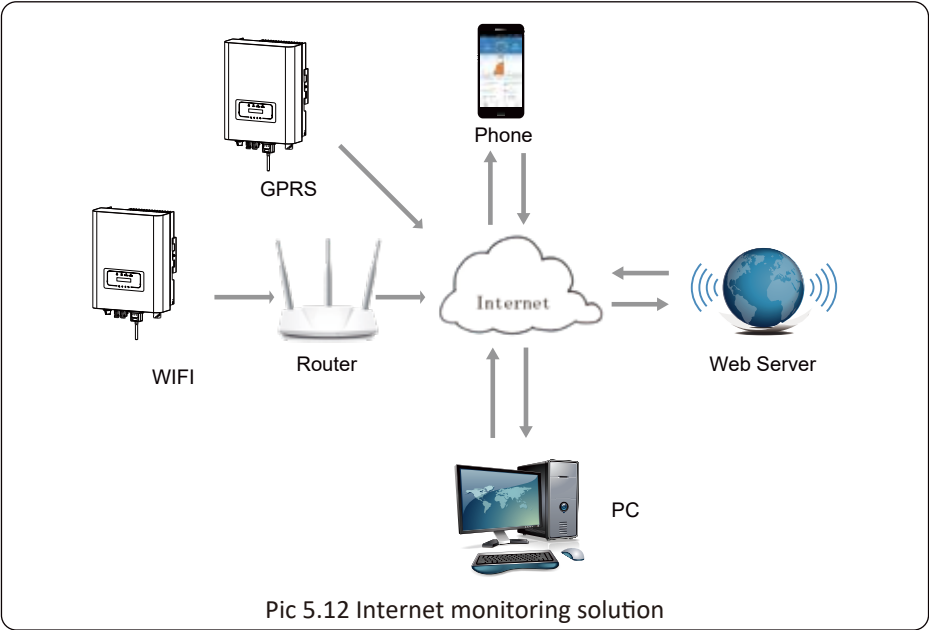 Phone
GPRS
Internet
WIFI
Router
Web Server
PC
Pic 5.12 Internet monitoring solution